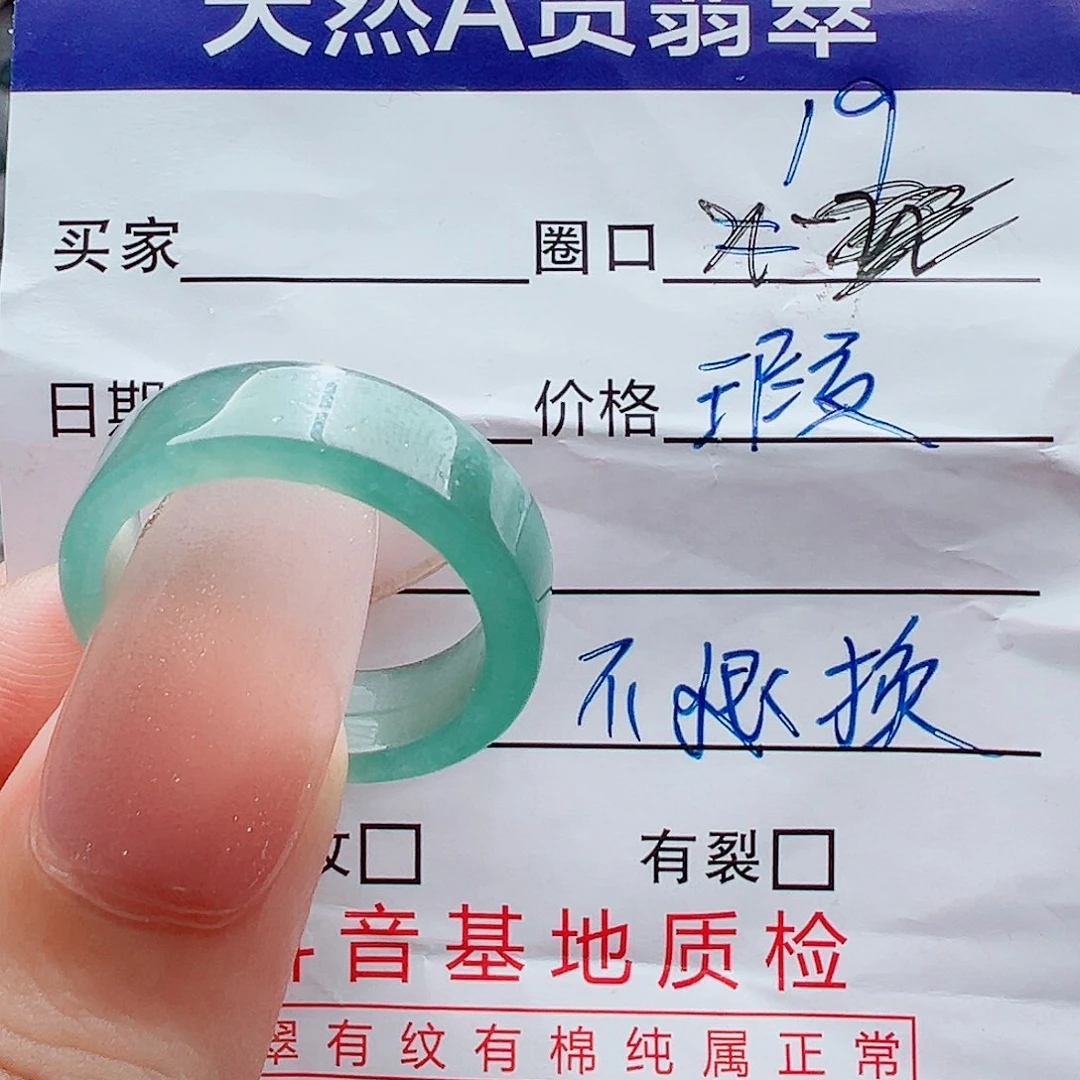 天然A货翡翠
19
买家 圈口
日期 价格 瑕
不退换
纹 有裂
抖音基地质检
翠有纹有棉纯属正常